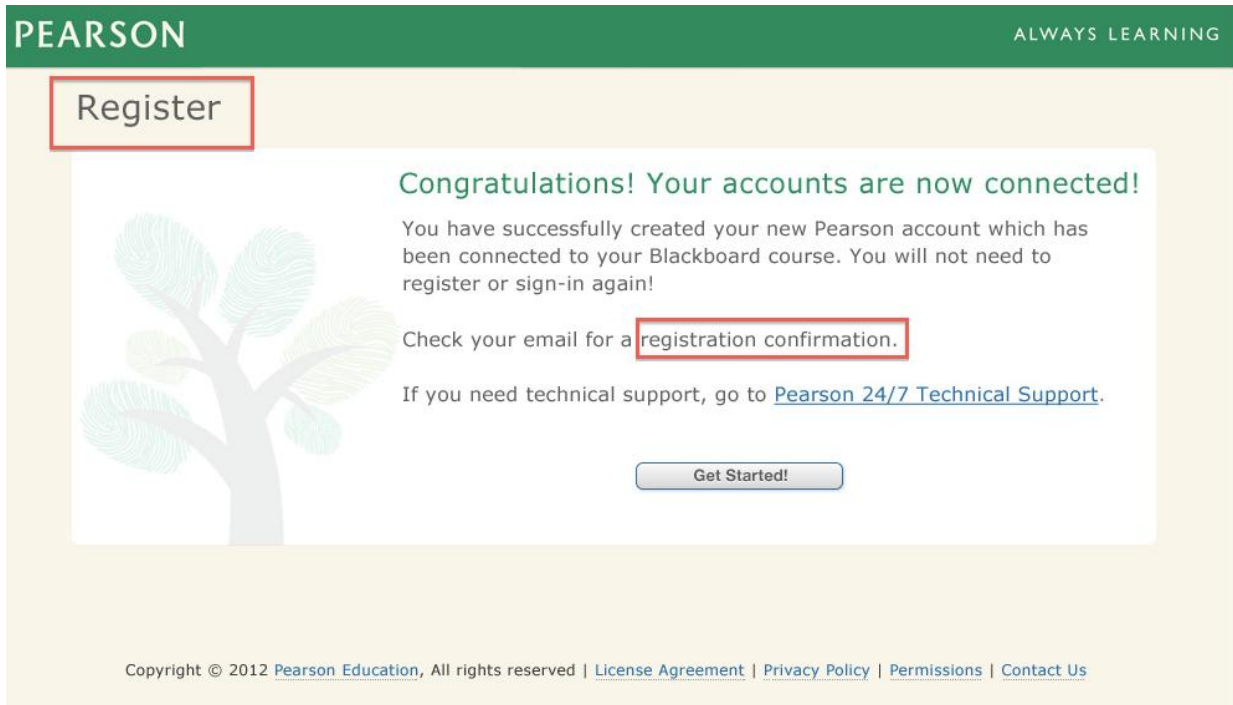 PEARSON
ALWAYS LEARNING
Register
Congratulations! Your accounts are now connected!
You have successfully created your new Pearson account which has
been connected to your Blackboard course. You will not need to
register or sign-in again!
Check your email for a registration confirmation.
If you need technical support, go to Pearson 24/7 Technical Support.
Get Started!
Copyright © 2012 Pearson Education, All rights reserved | License Agreement | Privacy Policy | Permissions | Contact Us